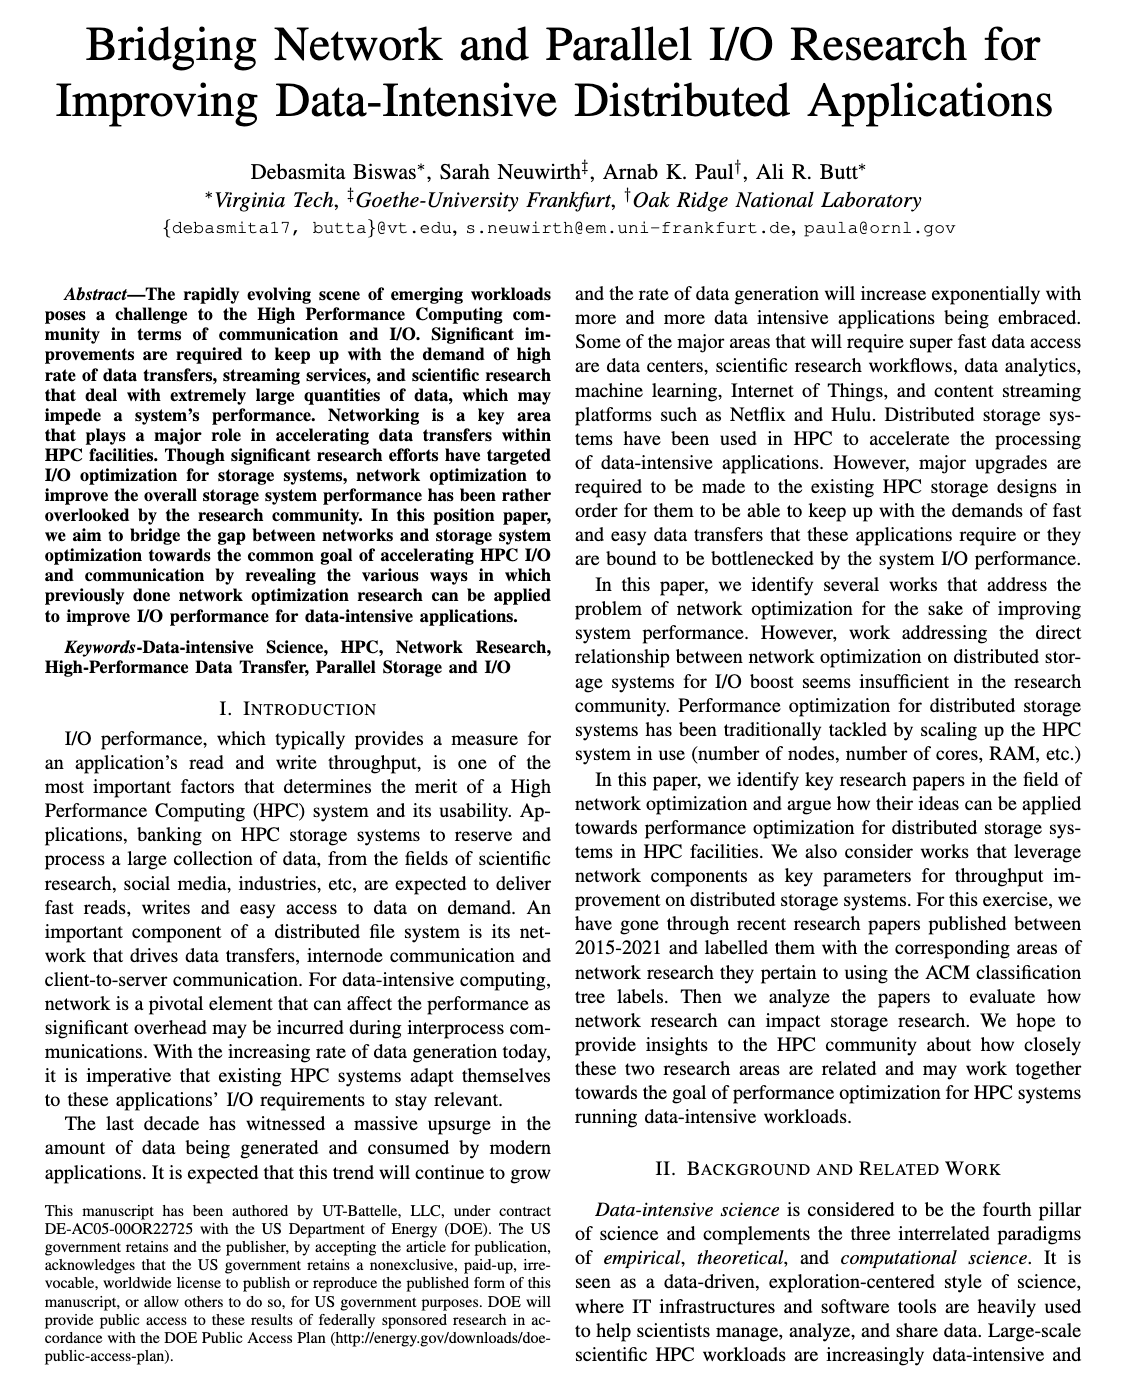 Bridging Network and Parallel I/O Research for
Improving Data-Intensive Distributed Applications
Debasmita Biswas*, Sarah Neuwirth‡, Arnab K. Paul†, Ali R. Butt*
*Virginia Tech, ‡Goethe-University Frankfurt, †Oak Ridge National Laboratory
{debasmita17, butta}@vt.edu, s.neuwirth@em.uni-frankfurt.de, paula@ornl.gov
Abstract—The rapidly evolving scene of emerging workloads
poses a challenge to the High Performance Computing com-
munity in terms of communication and I/O. Significant im-
provements are required to keep up with the demand of high
rate of data transfers, streaming services, and scientific research
that deal with extremely large quantities of data, which may
impede a system's performance. Networking is a key area
that plays a major role in accelerating data transfers within
HPC facilities. Though significant research efforts have targeted
I/O optimization for storage systems, network optimization to
improve the overall storage system performance has been rather
overlooked by the research community. In this position paper,
we aim to bridge the gap between networks and storage system
optimization towards the common goal of accelerating HPC I/O
and communication by revealing the various ways in which
previously done network optimization research can be applied
to improve I/O performance for data-intensive applications.
Keywords-Data-intensive Science, HPC, Network Research,
High-Performance Data Transfer, Parallel Storage and I/O
I. INTRODUCTION
I/O performance, which typically provides a measure for
an application's read and write throughput, is one of the
most important factors that determines the merit of a High
Performance Computing (HPC) system and its usability. Ap-
plications, banking on HPC storage systems to reserve and
process a large collection of data, from the fields of scientific
research, social media, industries, etc, are expected to deliver
fast reads, writes and easy access to data on demand. An
important component of a distributed file system is its net-
work that drives data transfers, internode communication and
client-to-server communication. For data-intensive computing,
network is a pivotal element that can affect the performance as
significant overhead may be incurred during interprocess com-
munications. With the increasing rate of data generation today,
it is imperative that existing HPC systems adapt themselves
to these applications' I/O requirements to stay relevant.
The last decade has witnessed a massive upsurge in the
amount of data being generated and consumed by modern
applications. It is expected that this trend will continue to grow
This manuscript has been authored by UT-Battelle, LLC, under contract
DE-AC05-00OR22725 with the US Department of Energy (DOE). The US
government retains and the publisher, by accepting the article for publication,
acknowledges that the US government retains a nonexclusive, paid-up, irre-
vocable, worldwide license to publish or reproduce the published form of this
manuscript, or allow others to do so, for US government purposes. DOE will
provide public access to these results of federally sponsored research in ac-
cordance with the DOE Public Access Plan (http://energy.gov/downloads/doe-
public-access-plan).
and the rate of data generation will increase exponentially with
more and more data intensive applications being embraced.
Some of the major areas that will require super fast data access
are data centers, scientific research workflows, data analytics,
machine learning, Internet of Things, and content streaming
platforms such as Netflix and Hulu. Distributed storage sys-
tems have been used in HPC to accelerate the processing
of data-intensive applications. However, major upgrades are
required to be made to the existing HPC storage designs in
order for them to be able to keep up with the demands of fast
and easy data transfers that these applications require or they
are bound to be bottlenecked by the system I/O performance.
In this paper, we identify several works that address the
problem of network optimization for the sake of improving
system performance. However, work addressing the direct
relationship between network optimization on distributed stor-
age systems for I/O boost seems insufficient in the research
community. Performance optimization for distributed storage
systems has been traditionally tackled by scaling up the HPC
system in use (number of nodes, number of cores, RAM, etc.)
In this paper, we identify key research papers in the field of
network optimization and argue how their ideas can be applied
towards performance optimization for distributed storage sys-
tems in HPC facilities. We also consider works that leverage
network components as key parameters for throughput im-
provement on distributed storage systems. For this exercise, we
have gone through recent research papers published between
2015-2021 and labelled them with the corresponding areas of
network research they pertain to using the ACM classification
tree labels. Then we analyze the papers to evaluate how
network research can impact storage research. We hope to
provide insights to the HPC community about how closely
these two research areas are related and may work together
towards the goal of performance optimization for HPC systems
running data-intensive workloads.
II. BACKGROUND AND RELATED WORK
Data-intensive science is considered to be the fourth pillar
of science and complements the three interrelated paradigms
of empirical, theoretical, and computational science. It is
seen as a data-driven, exploration-centered style of science,
where IT infrastructures and software tools are heavily used
to help scientists manage, analyze, and share data. Large-scale
scientific HPC workloads are increasingly data-intensive and